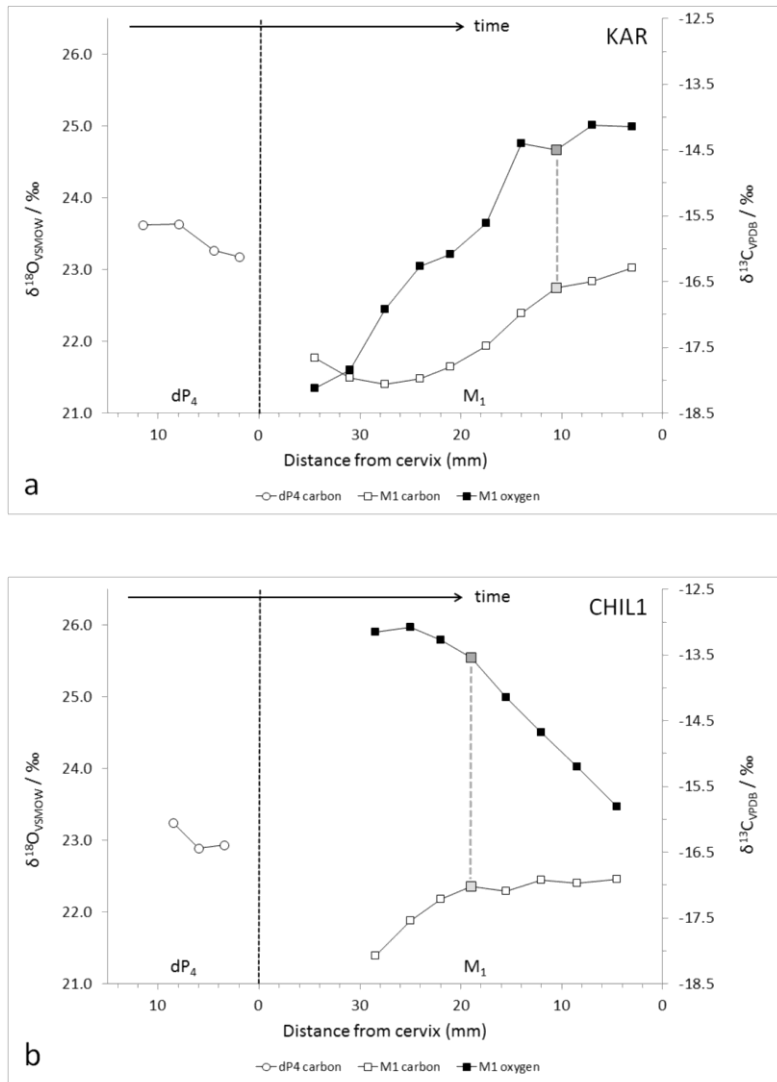 time
KAR
26.0
25.0
24.0
23.0
22.0
21.0
δ¹⁸O_VSMOW / ‰
-12.5
-13.5
-14.5
-15.5
-16.5
-17.5
-18.5
δ¹³C_VPDB / ‰
dP₄
M₁
10 0 30 20 10 0
Distance from cervix (mm)
a
dP4 carbon M1 carbon M1 oxygen
time
CHIL1
26.0
25.0
24.0
23.0
22.0
21.0
δ¹⁸O_VSMOW / ‰
-12.5
-13.5
-14.5
-15.5
-16.5
-17.5
-18.5
δ¹³C_VPDB / ‰
dP₄
M₁
10 0 30 20 10 0
Distance from cervix (mm)
b
dP4 carbon M1 carbon M1 oxygen